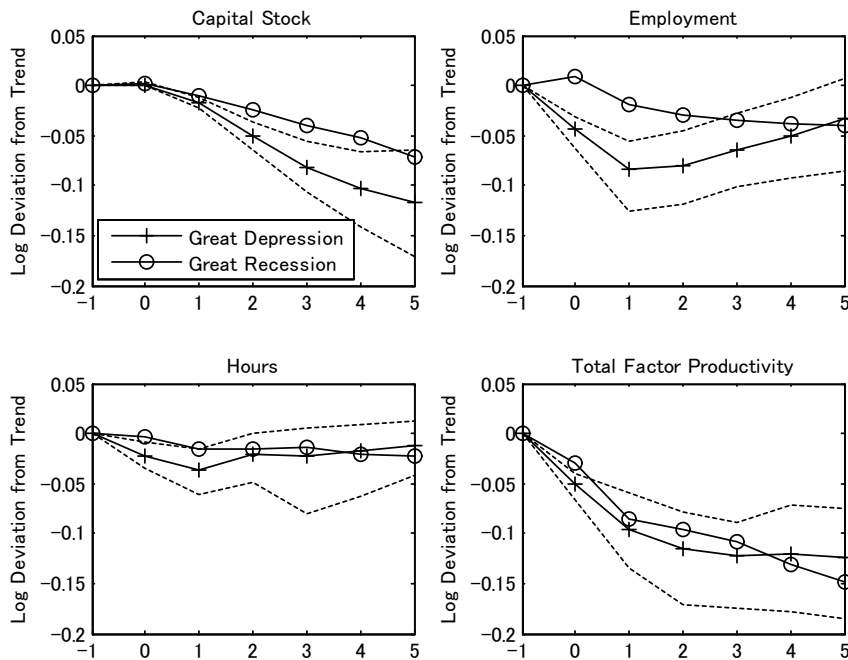 Capital Stock
Log Deviation from Trend
0.05
0
−0.05
−0.1
−0.15
−0.2
−1 0 1 2 3 4 5
Great Depression
Great Recession
Employment
Log Deviation from Trend
0.05
0
−0.05
−0.1
−0.15
−0.2
−1 0 1 2 3 4 5
Hours
Log Deviation from Trend
0.05
0
−0.05
−0.1
−0.15
−0.2
−1 0 1 2 3 4 5
Total Factor Productivity
Log Deviation from Trend
0.05
0
−0.05
−0.1
−0.15
−0.2
−1 0 1 2 3 4 5